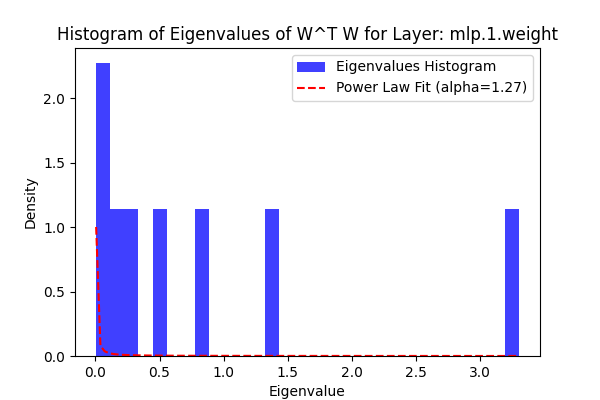 Histogram of Eigenvalues of W^T W for Layer: mlp.1.weight
Eigenvalues Histogram
Power Law Fit (alpha=1.27)
Density
2.0
1.5
1.0
0.5
0.0
0.0 0.5 1.0 1.5 2.0 2.5 3.0
Eigenvalue